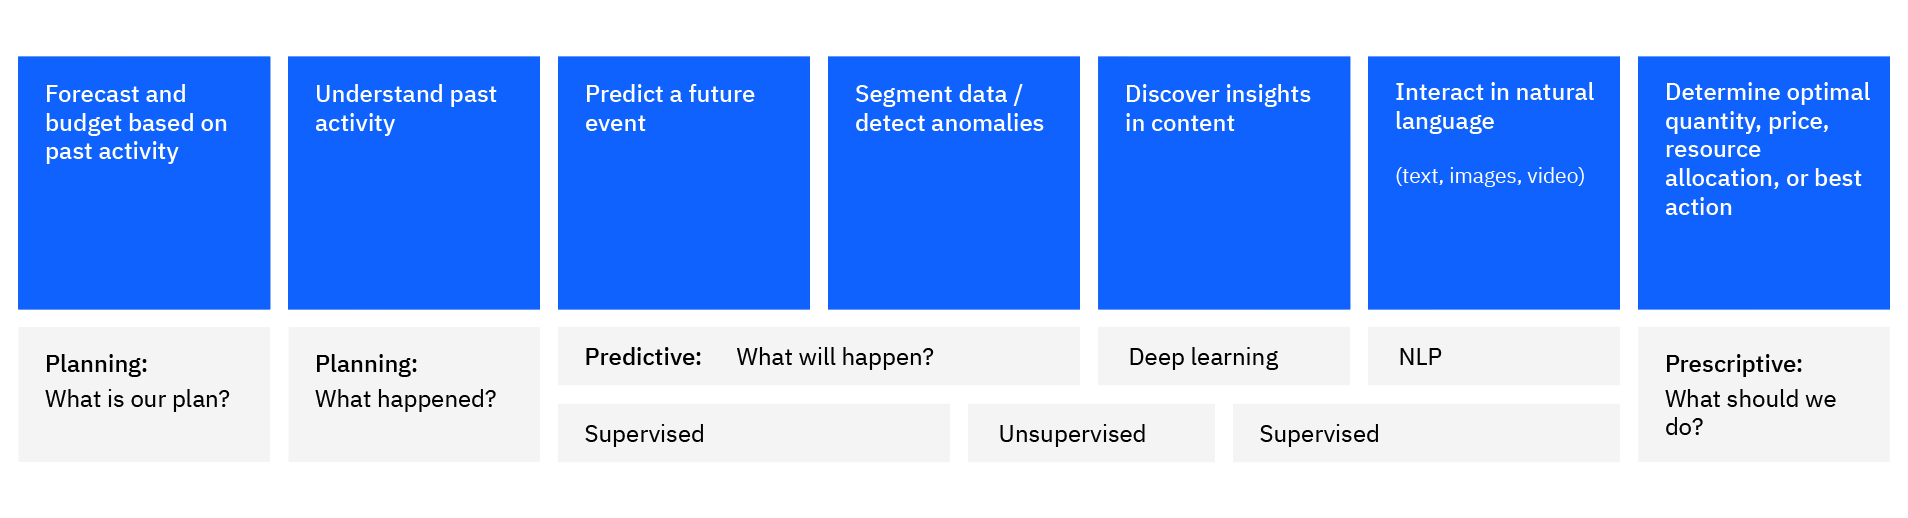 Forecast and
budget based on
past activity
Understand past
activity
Predict a future
event
Segment data /
detect anomalies
Discover insights
in content
Interact in natural
language
(text, images, video)
Determine optimal
quantity, price,
resource
allocation, or best
action
Planning:
What is our plan?
Planning:
What happened?
Predictive: What will happen?
Deep learning
NLP
Supervised
Unsupervised
Supervised
Prescriptive:
What should we
do?